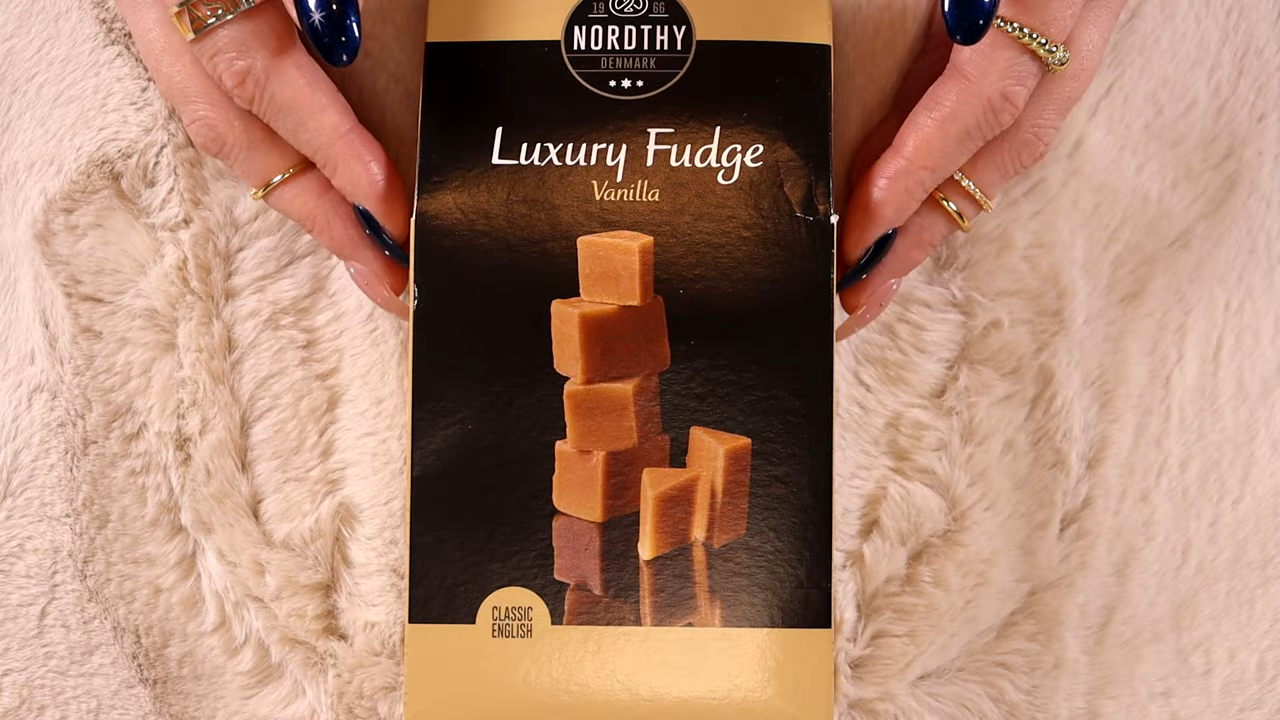 19 66
NORDTHY
DENMARK
Luxury Fudge
Vanilla
CLASSIC
ENGLISH